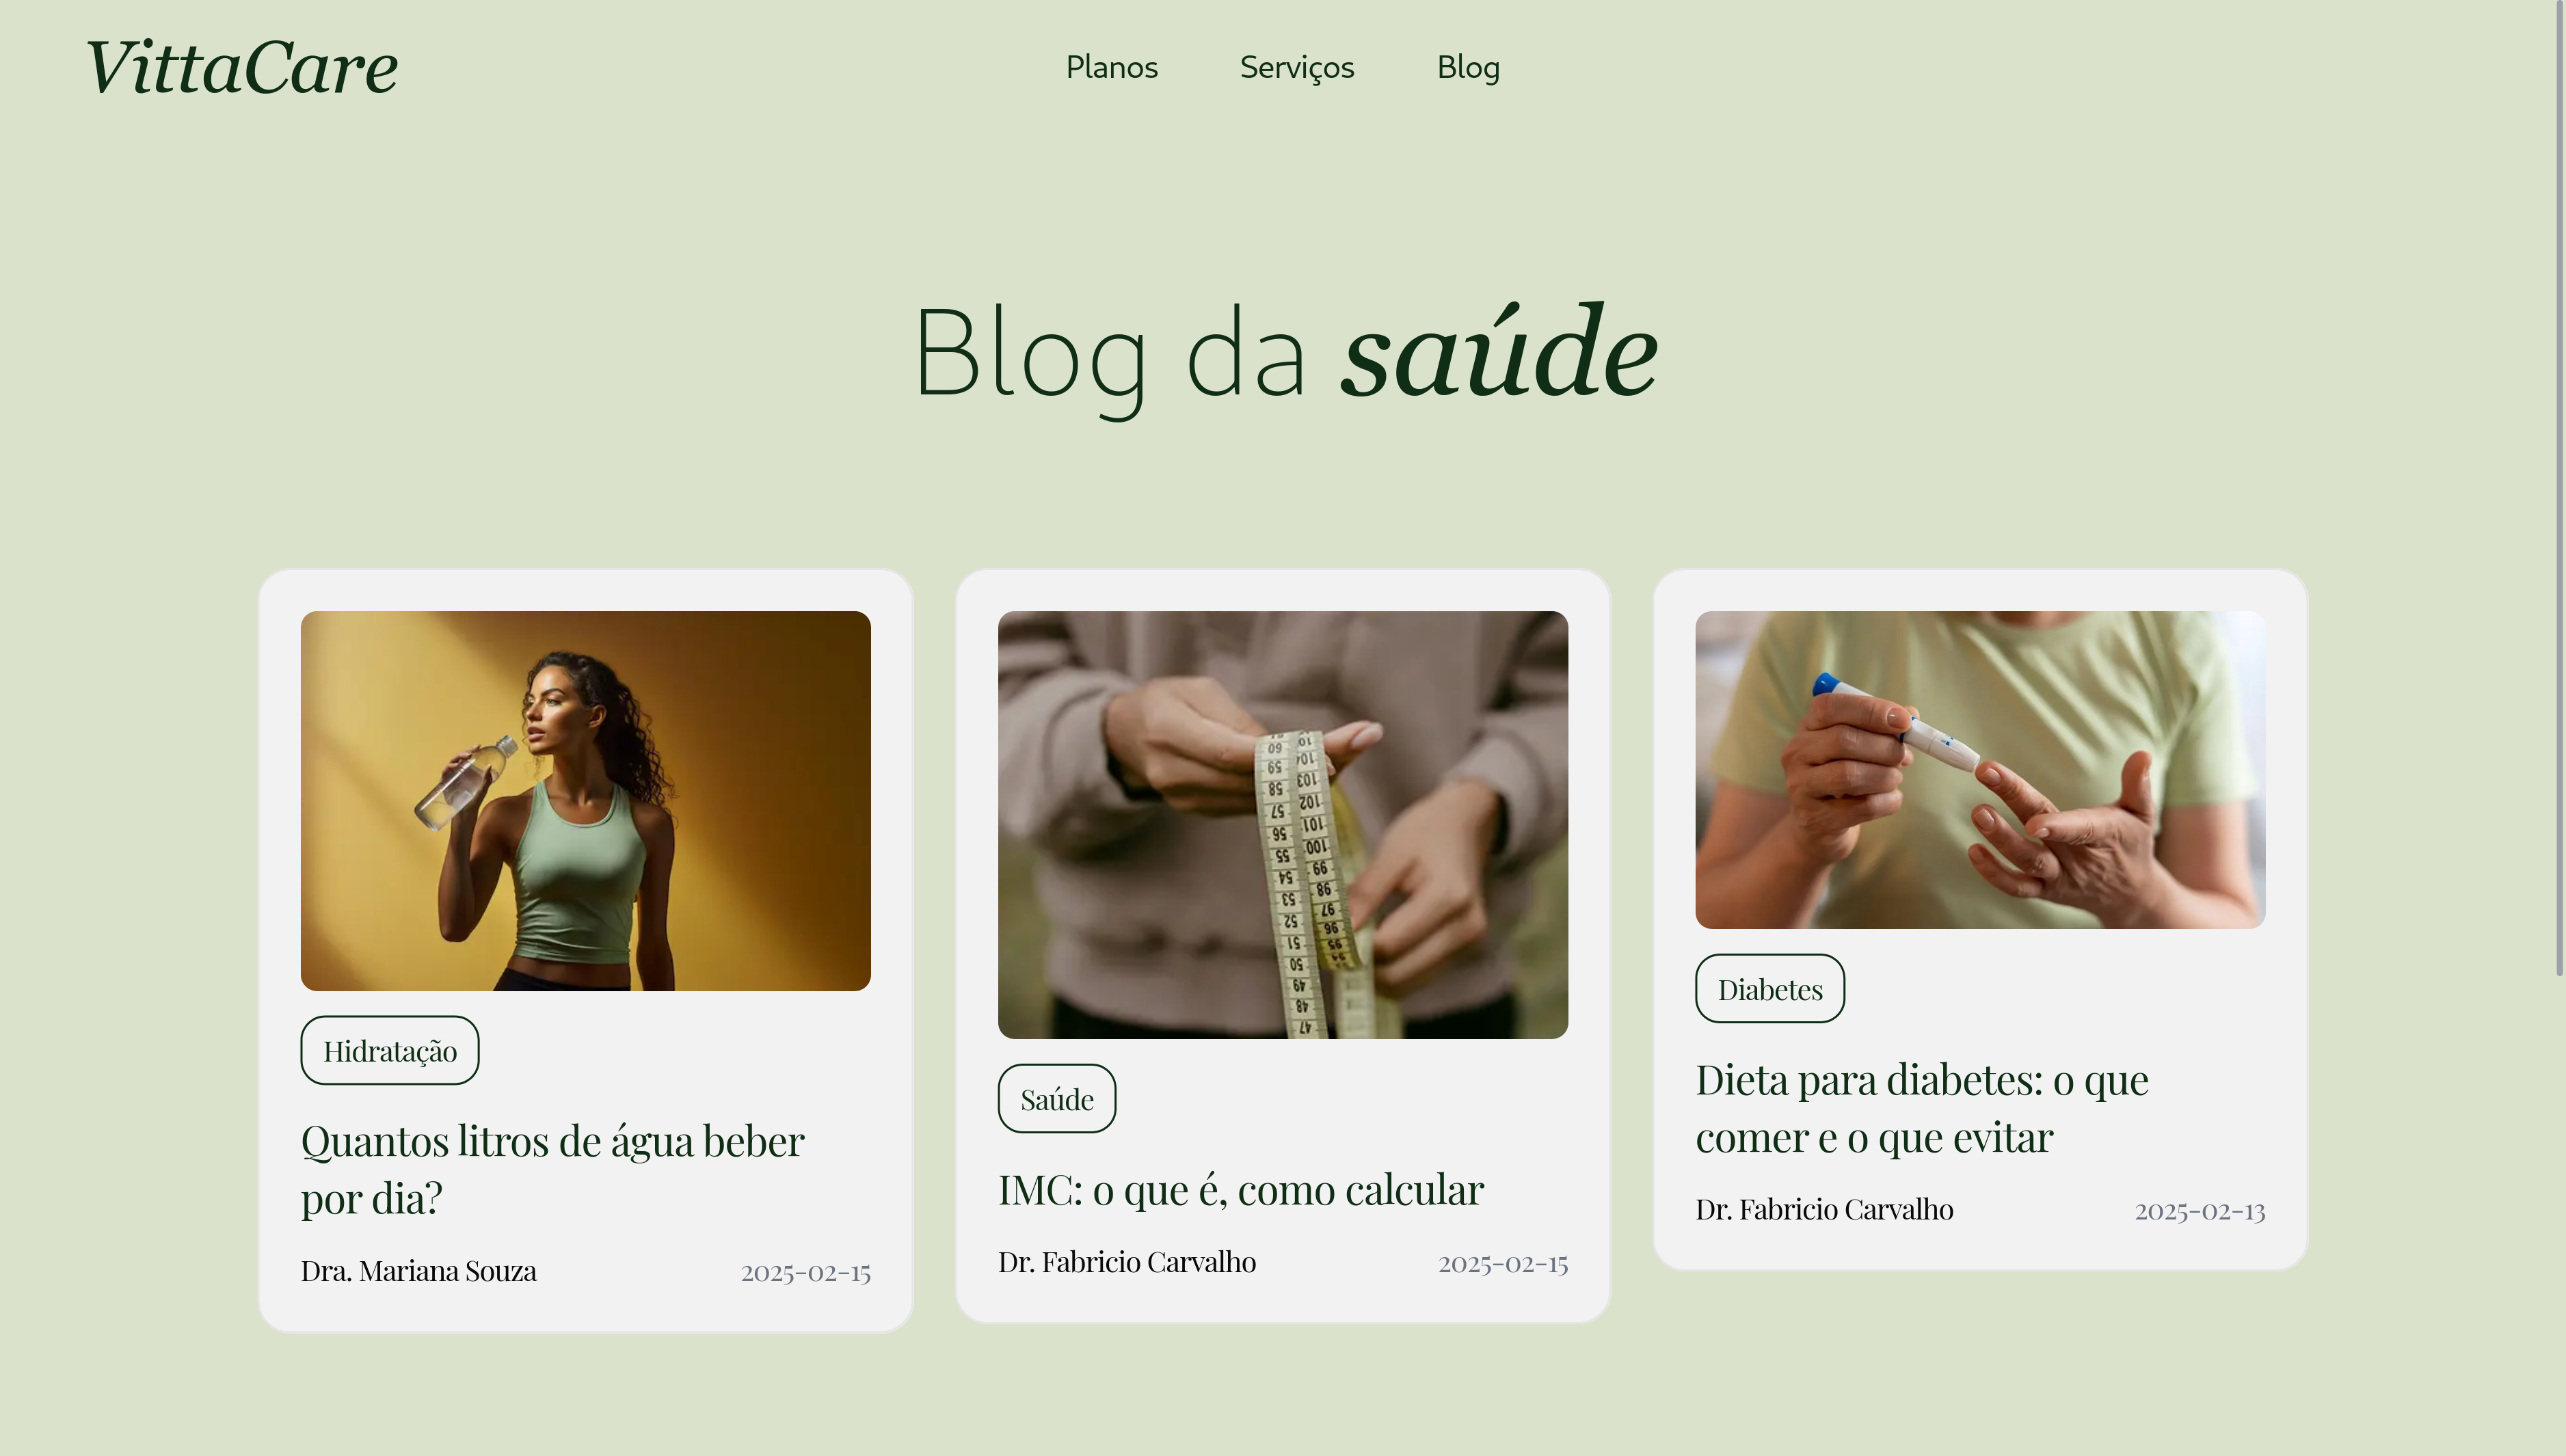 VittaCare
Planos
Serviços
Blog
Blog da saúde
Hidratação
Quantos litros de água beber
por dia?
Dra. Mariana Souza
2025-02-15
Saúde
IMC: o que é, como calcular
Dr. Fabricio Carvalho
2025-02-15
Diabetes
Dieta para diabetes: o que
comer e o que evitar
Dr. Fabricio Carvalho
2025-02-13